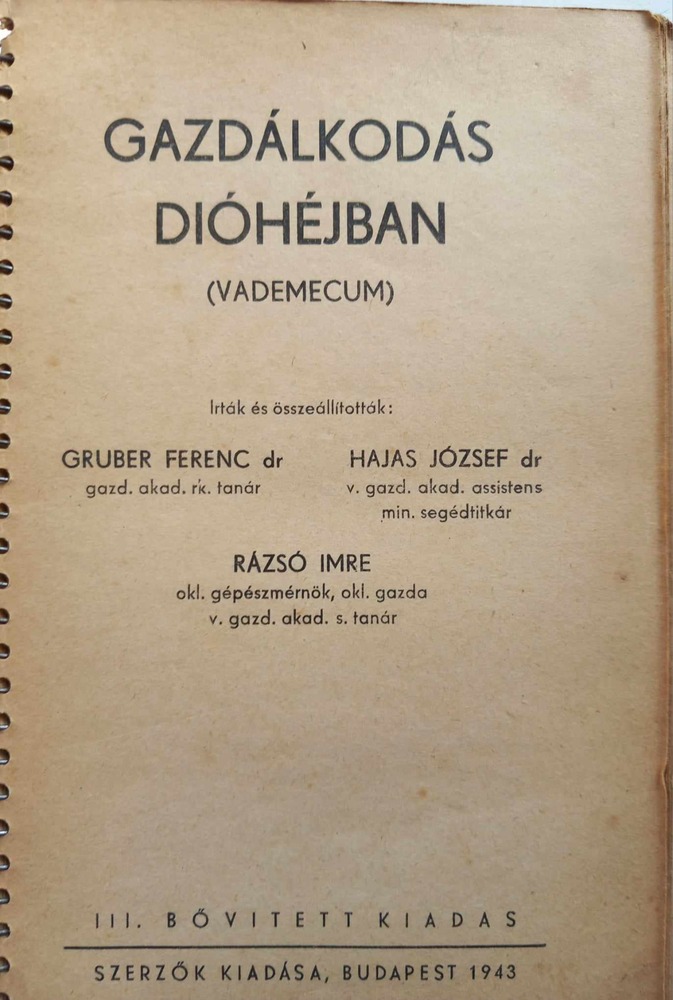 GAZDÁLKODÁS
DIÓHÉJBAN
(VADEMECUM)
Irták és összeállították:
GRUBER FERENC dr
gazd. akad. rk. tanár
HAJAS JÓZSEF dr
v. gazd. akad. assistens
min. segédtitkár
RÁZSÓ IMRE
okl. gépészmérnök, okl. gazda
v. gazd. akad. s. tanár
III. BŐVITETT KIADAS
SZERZŐK KIADÁSA, BUDAPEST 1943